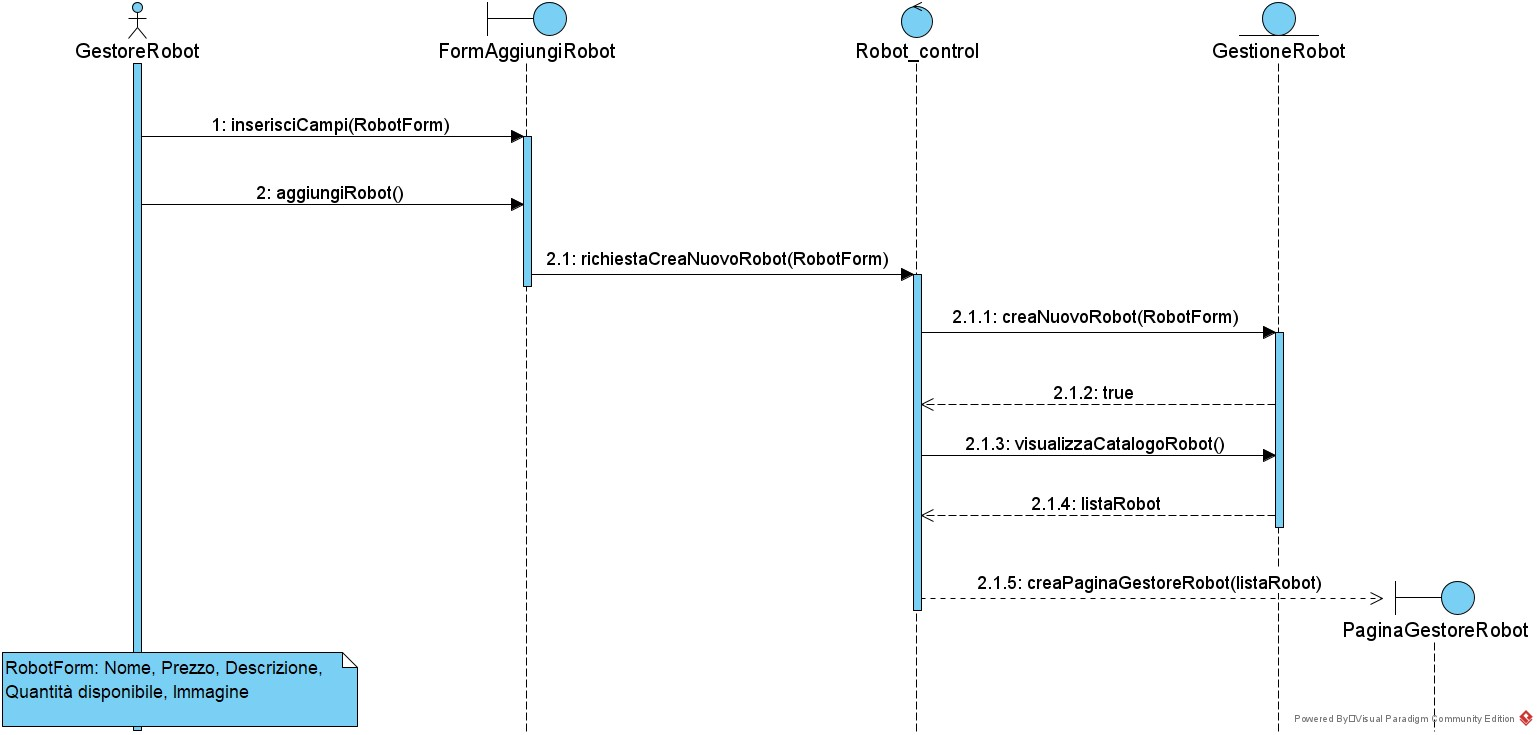 GestoreRobot
FormAggiungiRobot
Robot_control
GestioneRobot
1: inserisciCampi(RobotForm)
2: aggiungiRobot()
2.1: richiestaCreaNuovoRobot(RobotForm)
2.1.1: creaNuovoRobot(RobotForm)
2.1.2: true
2.1.3: visualizzaCatalogoRobot()
2.1.4: listaRobot
2.1.5: creaPaginaGestoreRobot(listaRobot)
PaginaGestoreRobot
RobotForm: Nome, Prezzo, Descrizione,
Quantità disponibile, Immagine
Powered By□Visual Paradigm Community Edition